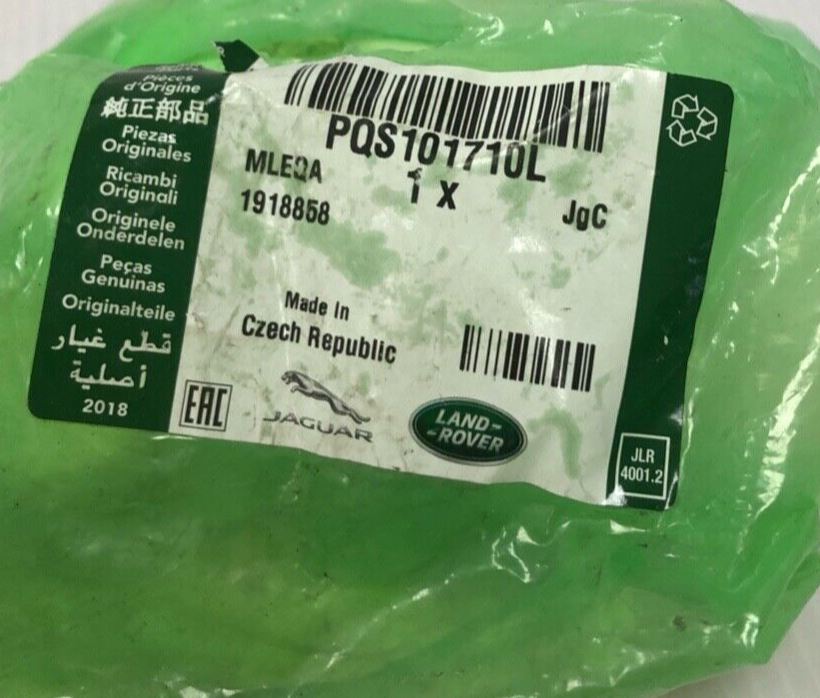 Pièces
d'Origine
純正部品
Piezas
Originales
Ricambi
Originali
Originele
Onderdelen
Peças
Genuinas
Originalteile
قطع غيار
أصلية
2018
PQS101710L
MLEQA
1 X
1918858
JgC
Made In
Czech Republic
EAC
JAGUAR
LAND-
-ROVER
JLR
4001.2